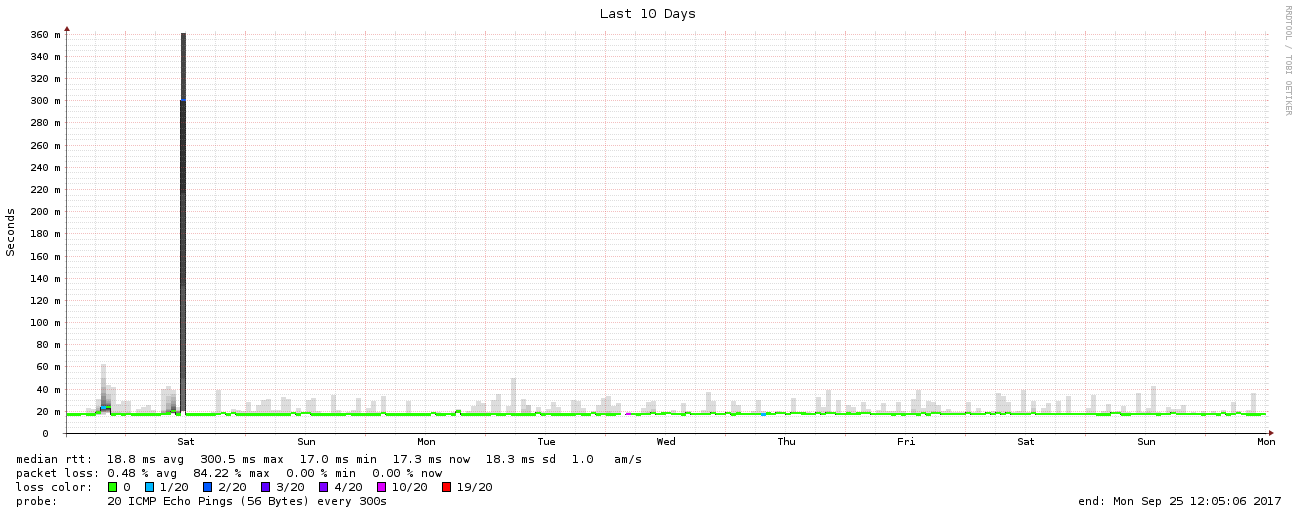 Last 10 Days
RRDTOOL / TOBI OETIKER
Seconds
360 m
340 m
320 m
300 m
280 m
260 m
240 m
220 m
200 m
180 m
160 m
140 m
120 m
100 m
80 m
60 m
40 m
20 m
0
Sat Sun Mon Tue Wed Thu Fri Sat Sun Mon
median rtt: 18.8 ms avg 300.5 ms max 17.0 ms min 17.3 ms now 18.3 ms sd 1.0 am/s
packet loss: 0.48 % avg 84.22 % max 0.00 % min 0.00 % now
loss color: 0 1/20 2/20 3/20 4/20 10/20 19/20
probe: 20 ICMP Echo Pings (56 Bytes) every 300s end: Mon Sep 25 12:05:06 2017